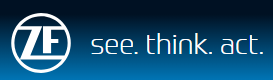 ZF see. think. act.